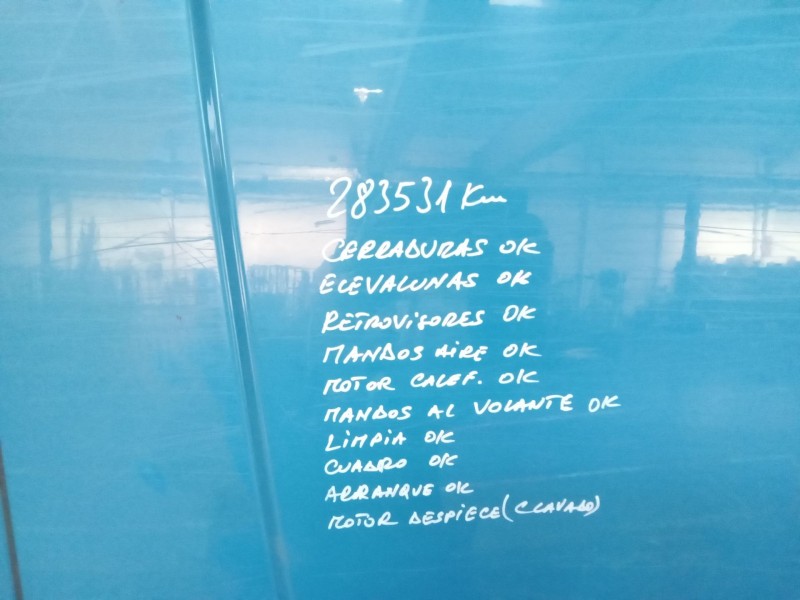 283531 Km
CERRADURAS OK
ELEVALUNAS OK
RETROVISORES OK
MANDOS AIRE OK
MOTOR CALEF. OK
MANDOS AL VOLANTE OK
LIMPIA OK
CUADRO OK
ARRANQUE OK
MOTOR DESPIECE (CLAVADO)